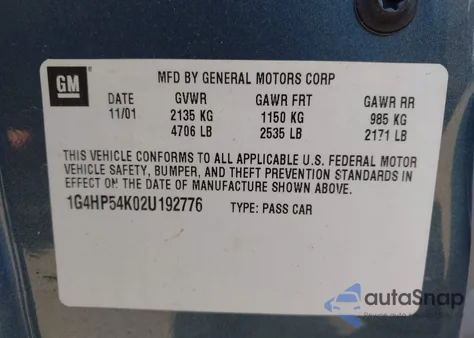 GM
MFD BY GENERAL MOTORS CORP
DATE GVWR GAWR FRT GAWR RR
11/01 2135 KG 1150 KG 985 KG
4706 LB 2535 LB 2171 LB
THIS VEHICLE CONFORMS TO ALL APPLICABLE U.S. FEDERAL MOTOR
VEHICLE SAFETY, BUMPER, AND THEFT PREVENTION STANDARDS IN
EFFECT ON THE DATE OF MANUFACTURE SHOWN ABOVE.
1G4HP54K02U192776 TYPE: PASS CAR
autoSnap